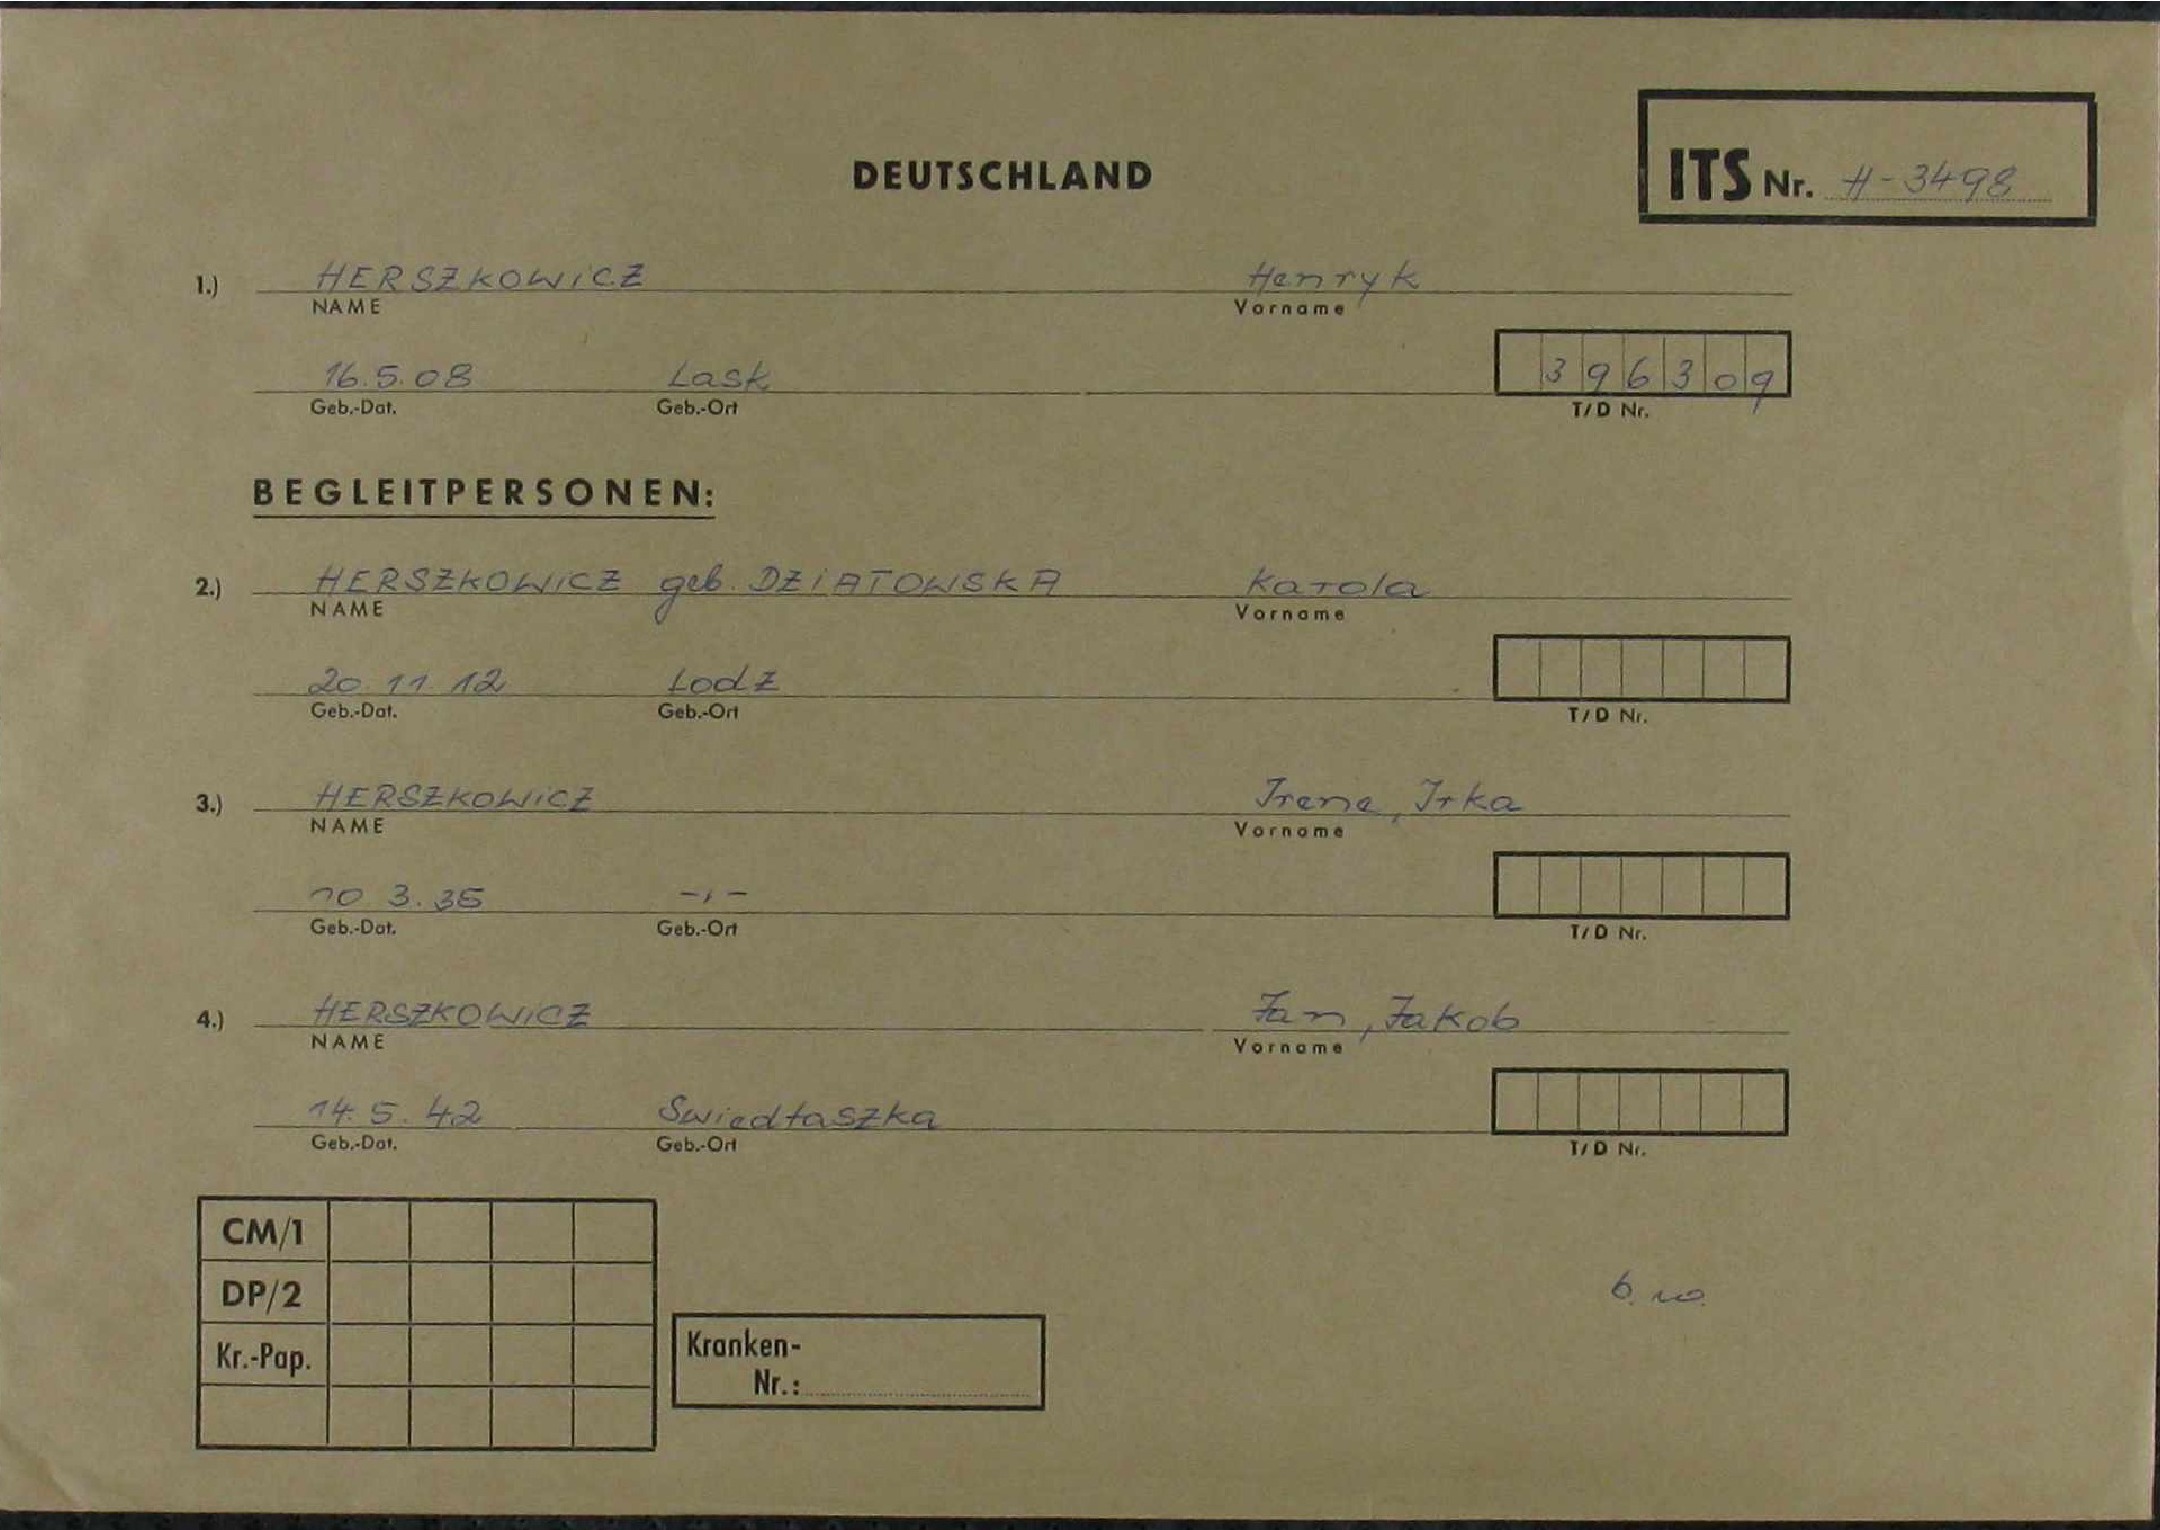 DEUTSCHLAND
ITS Nr. H-3498
1.) HERSZKOWICZ Henryk
NAME Vorname
16.5.08 Lask 396309
Geb.-Dat. Geb.-Ort T/D Nr.
BEGLEITPERSONEN:
2.) HERSZKOWICZ geb. DZIATOWSKA Karola
NAME Vorname
20 11 12 Lodz
Geb.-Dat. Geb.-Ort T/D Nr.
3.) HERSZKOWICZ Irene, Irka
NAME Vorname
10 3.35 -,-
Geb.-Dat. Geb.-Ort T/D Nr.
4.) HERSZKOWICZ Jan, Jakob
NAME Vorname
14.5.42 Swiedtaszka
Geb.-Dat. Geb.-Ort T/D Nr.
CM/1
DP/2
Kr.-Pap.
Kranken-
Nr.: